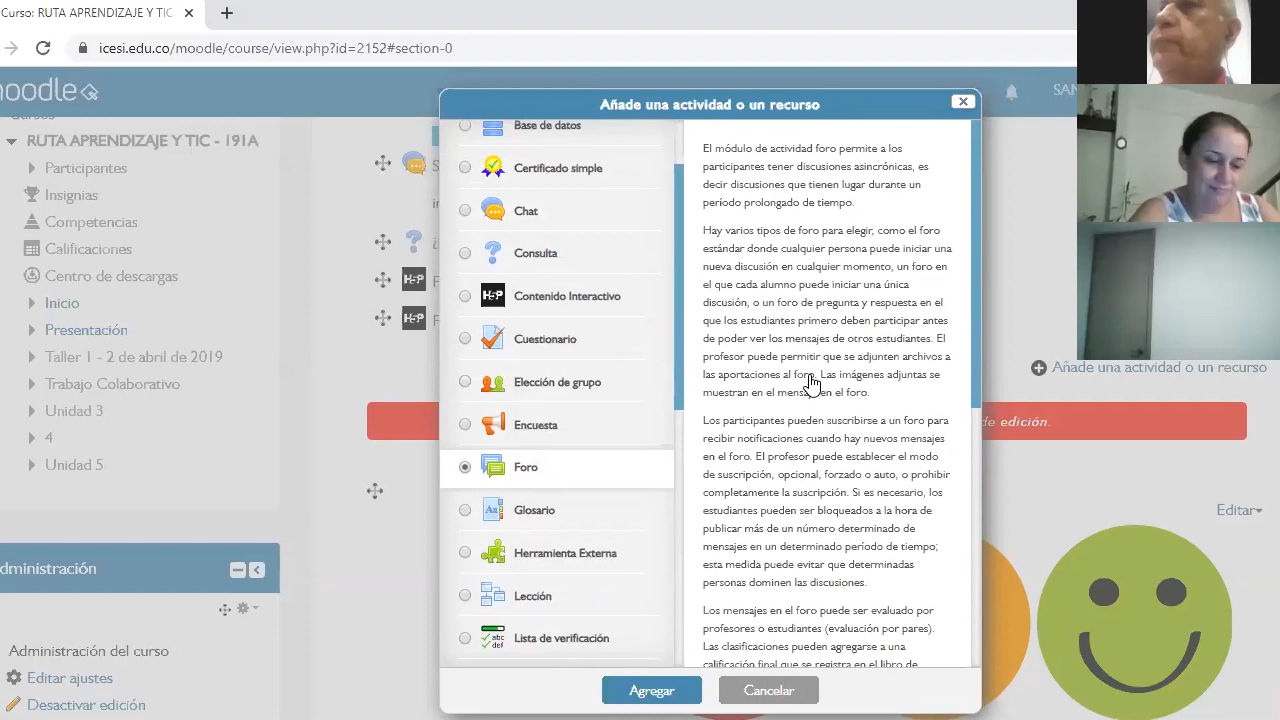 Curso: RUTA APRENDIZAJE Y TIC
icesi.edu.co/moodle/course/view.php?id=2152#section-0
noodle
RUTA APRENDIZAJE Y TIC - 191A
Participantes
Insignias
Competencias
Calificaciones
Centro de descargas
Inicio
Presentación
Taller 1 - 2 de abril de 2019
Trabajo Colaborativo
Unidad 3
4
Unidad 5
dministración
Administración del curso
Editar ajustes
Desactivar edición
Añade una actividad o un recurso
Base de datos
Certificado simple
Chat
Consulta
H5P
Contenido Interactivo
Cuestionario
Elección de grupo
Encuesta
Foro
Glosario
Herramienta Externa
Lección
Lista de verificación
El módulo de actividad foro permite a los
participantes tener discusiones asincrónicas, es
decir discusiones que tienen lugar durante un
período prolongado de tiempo.
Hay varios tipos de foro para elegir, como el foro
estándar donde cualquier persona puede iniciar una
nueva discusión en cualquier momento, un foro en
el que cada alumno puede iniciar una única
discusión, o un foro de pregunta y respuesta en el
que los estudiantes primero deben participar antes
de poder ver los mensajes de otros estudiantes. El
profesor puede permitir que se adjunten archivos a
las aportaciones al foro. Las imágenes adjuntas se
muestran en el mensaje en el foro.
Los participantes pueden suscribirse a un foro para
recibir notificaciones cuando hay nuevos mensajes
en el foro. El profesor puede establecer el modo
de suscripción, opcional, forzado o auto, o prohibir
completamente la suscripción. Si es necesario, los
estudiantes pueden ser bloqueados a la hora de
publicar más de un número determinado de
mensajes en un determinado período de tiempo;
esta medida puede evitar que determinadas
personas dominen las discusiones.
Los mensajes en el foro puede ser evaluado por
profesores o estudiantes (evaluación por pares).
Las clasificaciones pueden agregarse a una
calificación final que se registra en el libro de
Agregar
Cancelar
H5P
H5P
SAN
Añade una actividad o un recurso
de edición.
Editar